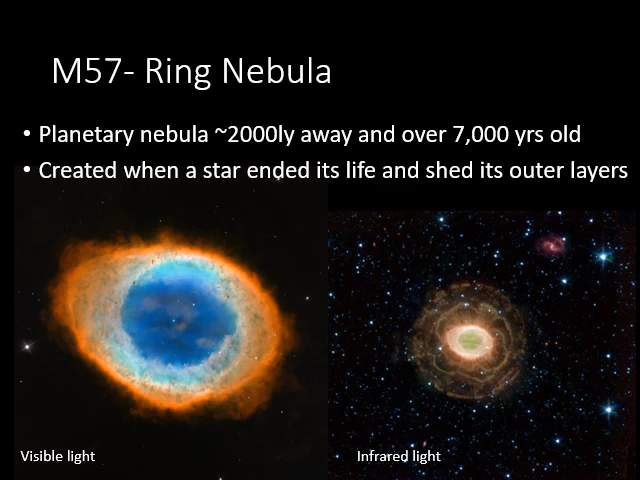 M57- Ring Nebula
• Planetary nebula ~2000ly away and over 7,000 yrs old
• Created when a star ended its life and shed its outer layers
Visible light
Infrared light